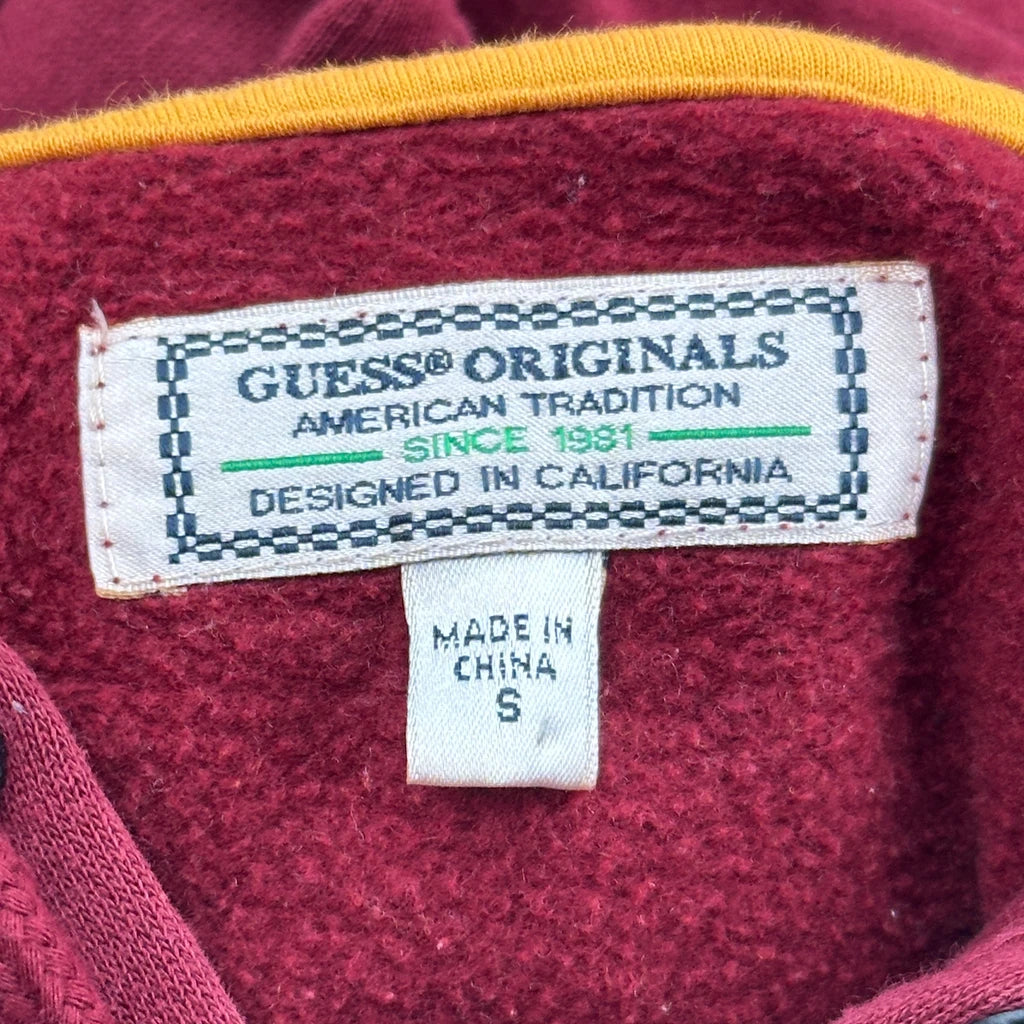 GUESS® ORIGINALS
AMERICAN TRADITION
SINCE 1981
DESIGNED IN CALIFORNIA
MADE IN
CHINA
S